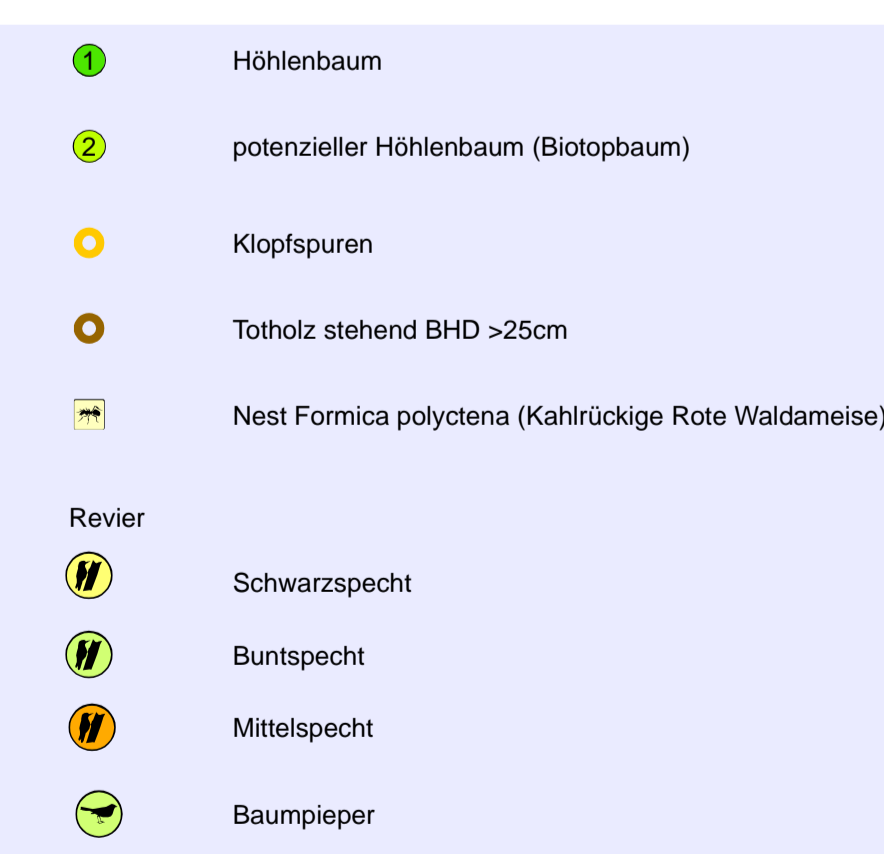 1 Höhlenbaum
2 potenzieller Höhlenbaum (Biotopbaum)
Klopfspuren
Totholz stehend BHD >25cm
Nest Formica polyctena (Kahlrückige Rote Waldameise)
Revier
Schwarzspecht
Buntspecht
Mittelspecht
Baumpieper